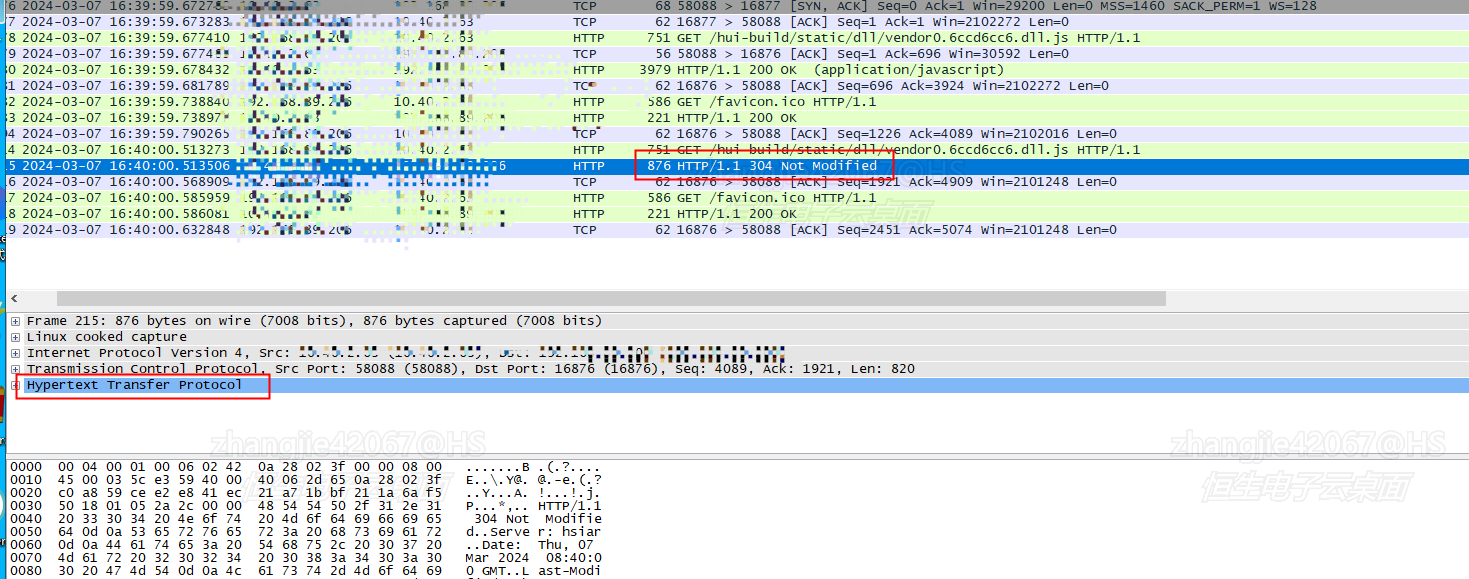 6 2024-03-07 16:39:59.672788 TCP 68 58088 > 16877 [SYN, ACK] Seq=0 Ack=1 Win=29200 Len=0 MSS=1460 SACK_PERM=1 WS=128
7 2024-03-07 16:39:59.673283 TCP 62 16877 > 58088 [ACK] Seq=1 Ack=1 Win=2102272 Len=0
8 2024-03-07 16:39:59.677410 HTTP 751 GET /hui-build/static/dll/vendor0.6ccd6cc6.dll.js HTTP/1.1
9 2024-03-07 16:39:59.677489 TCP 56 58088 > 16876 [ACK] Seq=1 Ack=696 Win=30592 Len=0
0 2024-03-07 16:39:59.678432 HTTP 3979 HTTP/1.1 200 OK (application/javascript)
1 2024-03-07 16:39:59.681789 62 16876 > 58088 [ACK] Seq=696 Ack=3924 Win=2102272 Len=0
2 2024-03-07 16:39:59.738840 HTTP 586 GET /favicon.ico HTTP/1.1
3 2024-03-07 16:39:59.73897 HTTP 221 HTTP/1.1 200 OK
4 2024-03-07 16:39:59.790265 TCP 62 16876 > 58088 [ACK] Seq=1226 Ack=4089 Win=2102016 Len=0
4 2024-03-07 16:40:00.513273 HTTP 751 GET /hui-build/static/dll/vendor0.6ccd6cc6.dll.js HTTP/1.1
5 2024-03-07 16:40:00.513506 HTTP 876 HTTP/1.1 304 Not Modified
6 2024-03-07 16:40:00.568909 TCP 62 16876 > 58088 [ACK] Seq=1921 Ack=4909 Win=2101248 Len=0
7 2024-03-07 16:40:00.585959 HTTP 586 GET /favicon.ico HTTP/1.1
8 2024-03-07 16:40:00.586081 HTTP 221 HTTP/1.1 200 OK
9 2024-03-07 16:40:00.632848 TCP 62 16876 > 58088 [ACK] Seq=2451 Ack=5074 Win=2101248 Len=0
恒生电子云桌面
Frame 215: 876 bytes on wire (7008 bits), 876 bytes captured (7008 bits)
Linux cooked capture
Internet Protocol Version 4, Src:
Transmission Control Protocol, Src Port: 58088 (58088), Dst Port: 16876 (16876), Seq: 4089, Ack: 1921, Len: 820
Hypertext Transfer Protocol
zhangjie42067@HS zhangjie42067@HS
0000 00 04 00 01 00 06 02 42 0a 28 02 3f 00 00 08 00 .......B .(.?....
0010 45 00 03 5c e3 59 40 00 40 06 2d 65 0a 28 02 3f E..\.Y@. @.-e.(.?
0020 c0 a8 59 ce e2 e8 41 ec 21 a7 1b bf 21 1a 6a f5 ..Y...A. !...!.j.
0030 50 18 01 05 2a 2c 00 00 48 54 54 50 2f 31 2e 31 P...*,.. HTTP/1.1
0040 20 33 30 34 20 4e 6f 74 20 4d 6f 64 69 66 69 65 304 Not Modifie
0050 64 0d 0a 53 65 72 76 65 72 3a 20 68 73 69 61 72 d..Serve r: hsiar
0060 0d 0a 44 61 74 65 3a 20 54 68 75 2c 20 30 37 20 ..Date: Thu, 07
0070 4d 61 72 20 32 30 32 34 20 30 38 3a 34 30 3a 30 Mar 2024 08:40:0
0080 30 20 47 4d 54 0d 0a 4c 61 73 74 2d 4d 6f 64 69 0 GMT..L ast-Modi
恒生电子云桌面 恒生电子云桌面